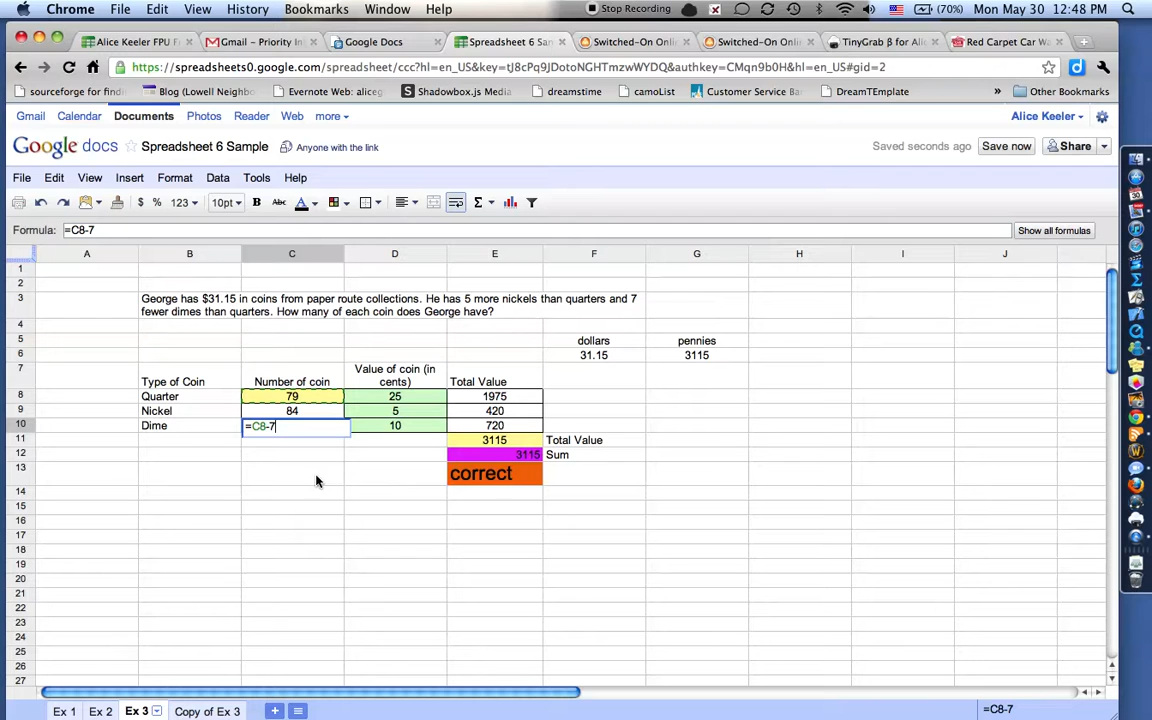 Chrome File Edit View History Bookmarks Window Help Stop Recording (70%) Mon May 30 12:48 PM
Alice Keeler FPU F Gmail – Priority In Google Docs Spreadsheet 6 Sam Switched-On Onli Switched-On Onli TinyGrab β for Ali Red Carpet Car Wa
https://spreadsheets0.google.com/spreadsheet/ccc?hl=en_US&key=tJ8cPq9JDotoNGHTmzwWYDQ&authkey=CMqn9b0H&hl=en_US#gid=2
sourceforge for finde Blog (Lowell Neighbo Evernote Web: aliceg Shadowbox.js Media dreamstime camoList Customer Service Ba DreamTEmplate » Other Bookmarks
Gmail Calendar Documents Photos Reader Web more Alice Keeler
Google docs Spreadsheet 6 Sample Anyone with the link Saved seconds ago Save now Share
File Edit View Insert Format Data Tools Help
$ % 123 10pt B Abc A Σ
Formula: =C8-7 Show all formulas
A B C D E F G H I J
1
2
3 George has $31.15 in coins from paper route collections. He has 5 more nickels than quarters and 7
fewer dimes than quarters. How many of each coin does George have?
4
5 dollars pennies
6 31.15 3115
7 Type of Coin Number of coin Value of coin (in cents) Total Value
8 Quarter 79 25 1975
9 Nickel 84 5 420
10 Dime =C8-7 10 720
11 3115 Total Value
12 3115 Sum
13 correct
14
15
16
17
18
19
20
21
22
23
24
25
26
27
Ex 1 Ex 2 Ex 3 Copy of Ex 3 + =C8-7